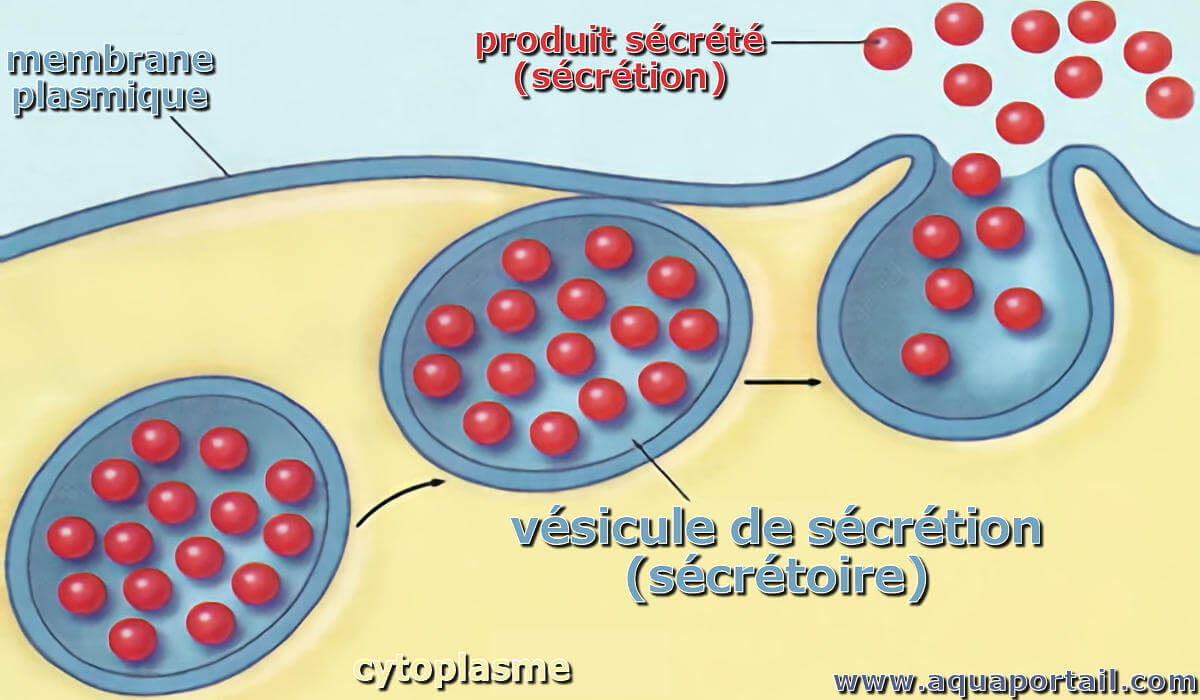 membrane
plasmique
produit sécrété
(sécrétion)
vésicule de sécrétion
(sécrétoire)
cytoplasme
www.aquaportail.com